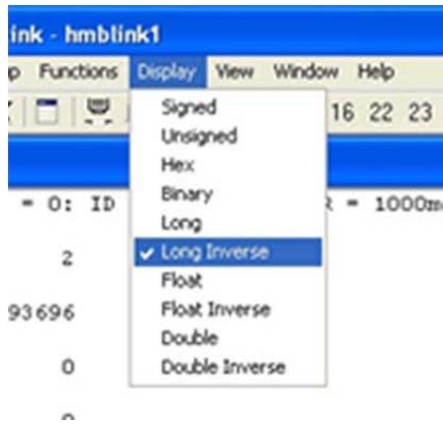 ink - hmblink1
p Functions Display View Window Help
16 22 23
Signed
Unsigned
Hex
Binary
Long
Long Inverse
Float
Float Inverse
Double
Double Inverse
= 0: ID
R = 1000m
2
93696
0